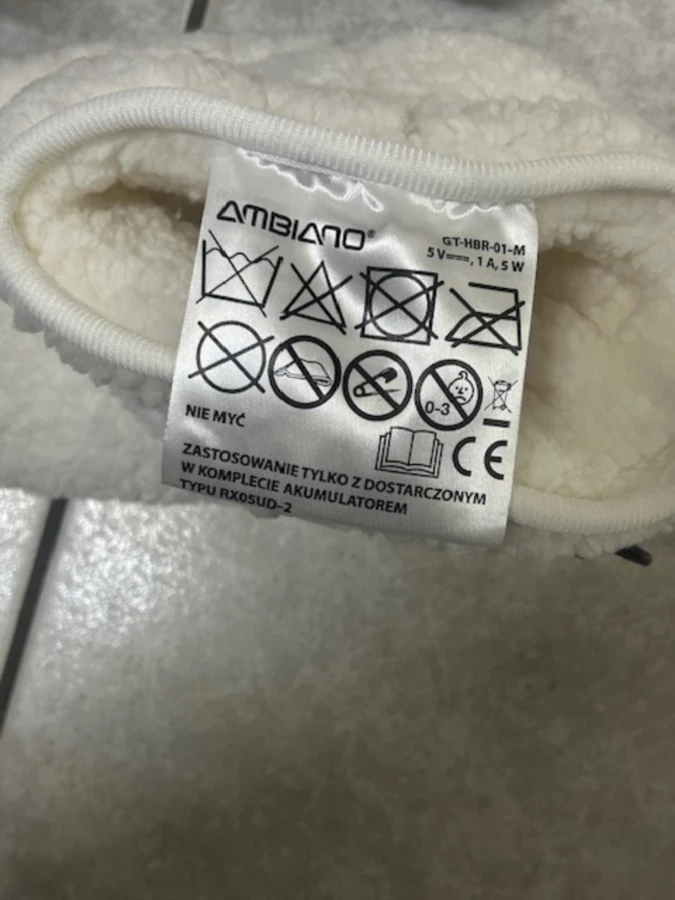 AMBIANO®
GT-HBR-01-M
5 V⎓, 1 A, 5 W
0-3
NIE MYĆ
CE
ZASTOSOWANIE TYLKO Z DOSTARCZONYM
W KOMPLECIE AKUMULATOREM
TYPU RX05UD-2